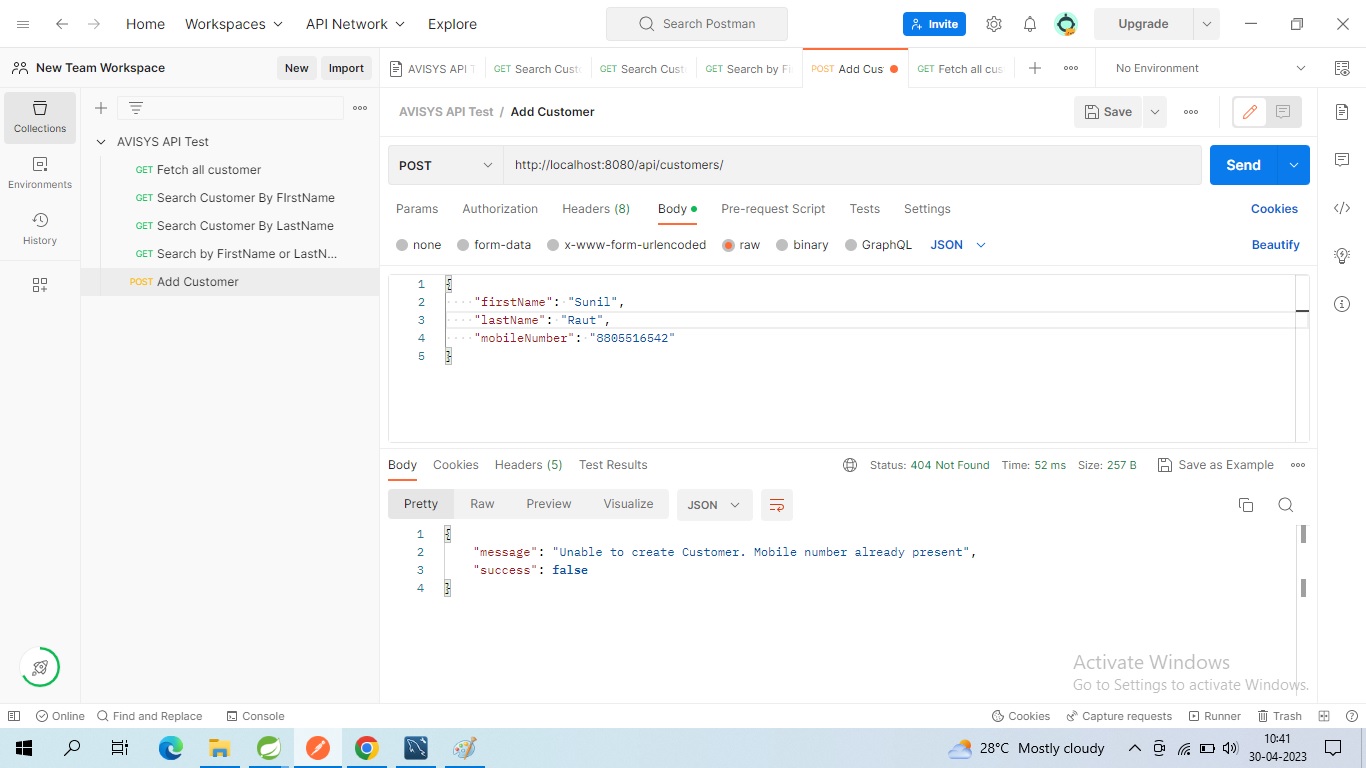 Home Workspaces API Network Explore Search Postman Invite Upgrade
New Team Workspace New Import
AVISYS API T GET Search Cust GET Search Cust GET Search by Fi POST Add Cus GET Fetch all cus No Environment
Collections
Environments
History
AVISYS API Test
GET Fetch all customer
GET Search Customer By FIrstName
GET Search Customer By LastName
GET Search by FirstName or LastN...
POST Add Customer
AVISYS API Test / Add Customer Save
POST http://localhost:8080/api/customers/ Send
Params Authorization Headers (8) Body Pre-request Script Tests Settings Cookies
none form-data x-www-form-urlencoded raw binary GraphQL JSON Beautify
1 {
2 "firstName": "Sunil",
3 "lastName": "Raut",
4 "mobileNumber": "8805516542"
5 }
Body Cookies Headers (5) Test Results Status: 404 Not Found Time: 52 ms Size: 257 B Save as Example
Pretty Raw Preview Visualize JSON
1 {
2 "message": "Unable to create Customer. Mobile number already present",
3 "success": false
4 }
Activate Windows
Go to Settings to activate Windows.
Online Find and Replace Console Cookies Capture requests Runner Trash
28°C Mostly cloudy 10:41
30-04-2023